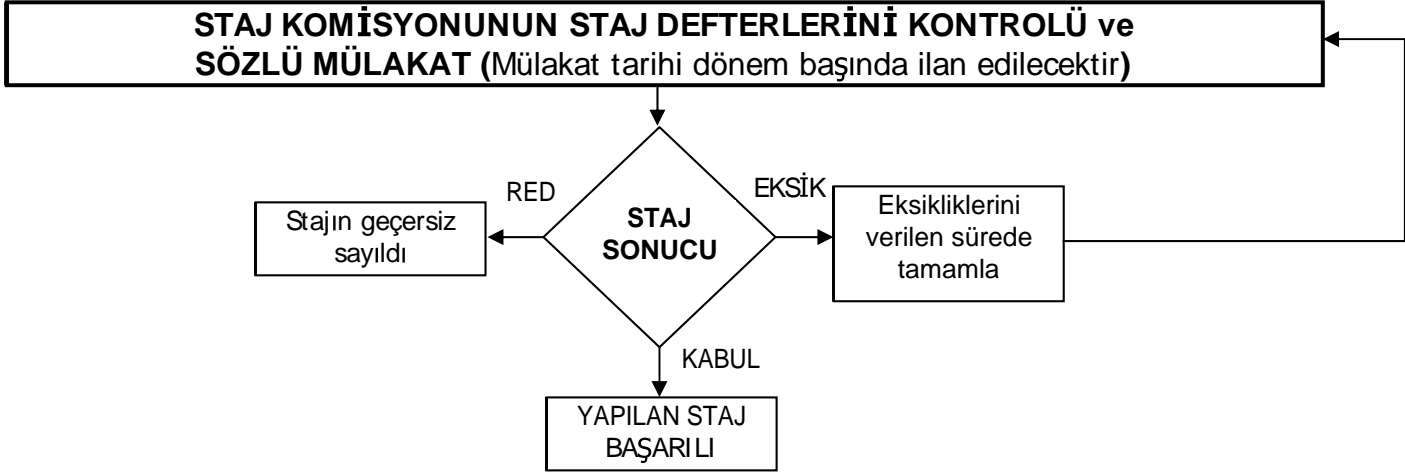 STAJ KOMİSYONUNUN STAJ DEFTERLERİNİ KONTROLÜ ve
SÖZLÜ MÜLAKAT (Mülakat tarihi dönem başında ilan edilecektir)
RED
EKSİK
Stajın geçersiz
sayıldı
STAJ
SONUCU
Eksikliklerini
verilen sürede
tamamla
KABUL
YAPILAN STAJ
BAŞARILI